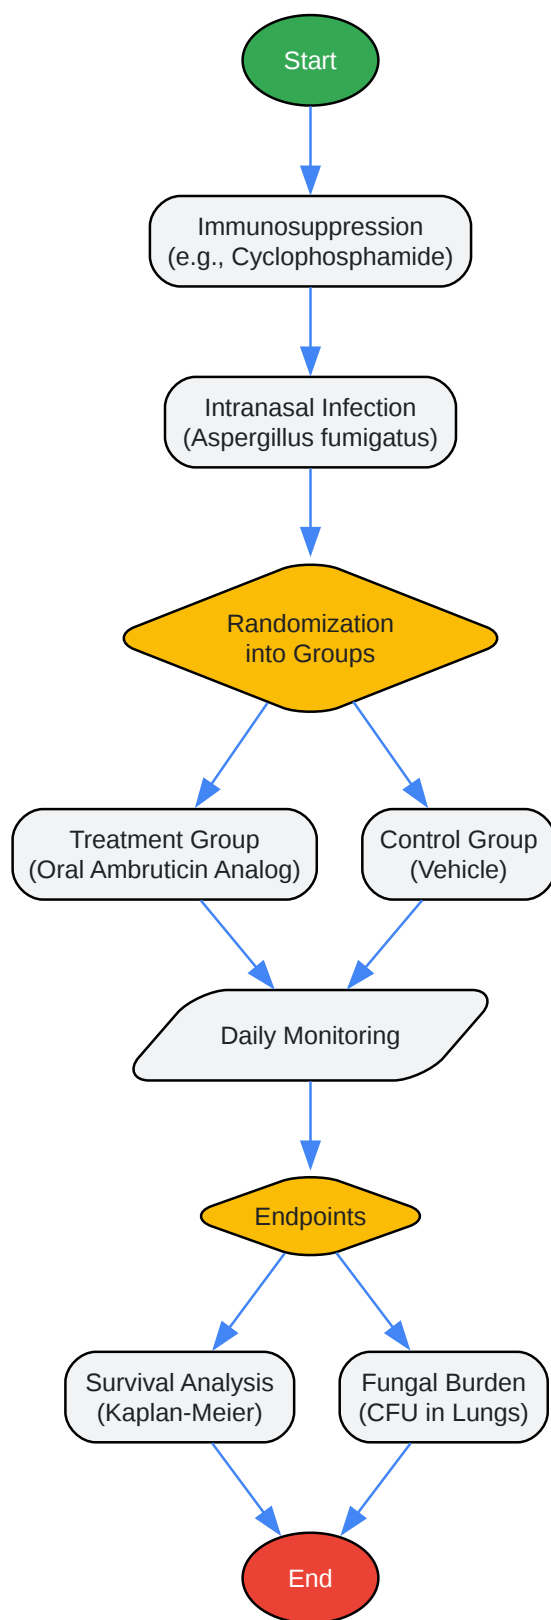 Start
Immunosuppression
(e.g., Cyclophosphamide)
Intranasal Infection
(Aspergillus fumigatus)
Randomization
into Groups
Treatment Group
(Oral Ambruticin Analog)
Control Group
(Vehicle)
Daily Monitoring
Endpoints
Survival Analysis
(Kaplan-Meier)
Fungal Burden
(CFU in Lungs)
End